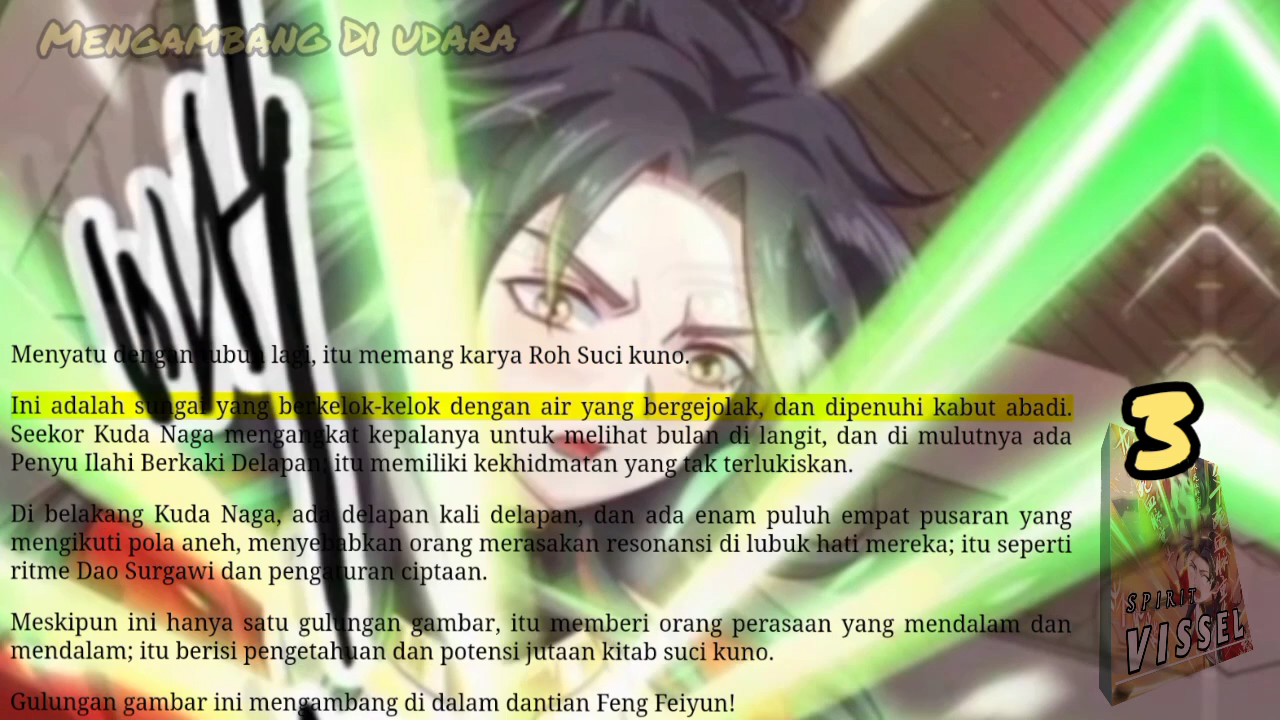 Mengambang Di udara
Menyatu dengan tubuh lagi, itu memang karya Roh Suci kuno.
Ini adalah sungai yang berkelok-kelok dengan air yang bergejolak, dan dipenuhi kabut abadi.
Seekor Kuda Naga mengangkat kepalanya untuk melihat bulan di langit, dan di mulutnya ada
Penyu Ilahi Berkaki Delapan; itu memiliki kekhidmatan yang tak terlukiskan.
Di belakang Kuda Naga, ada delapan kali delapan, dan ada enam puluh empat pusaran yang
mengikuti pola aneh, menyebabkan orang merasakan resonansi di lubuk hati mereka; itu seperti
ritme Dao Surgawi dan pengaturan ciptaan.
Meskipun ini hanya satu gulungan gambar, itu memberi orang perasaan yang mendalam dan
mendalam; itu berisi pengetahuan dan potensi jutaan kitab suci kuno.
Gulungan gambar ini mengambang di dalam dantian Feng Feiyun!
3
SPIRIT
VISSEL